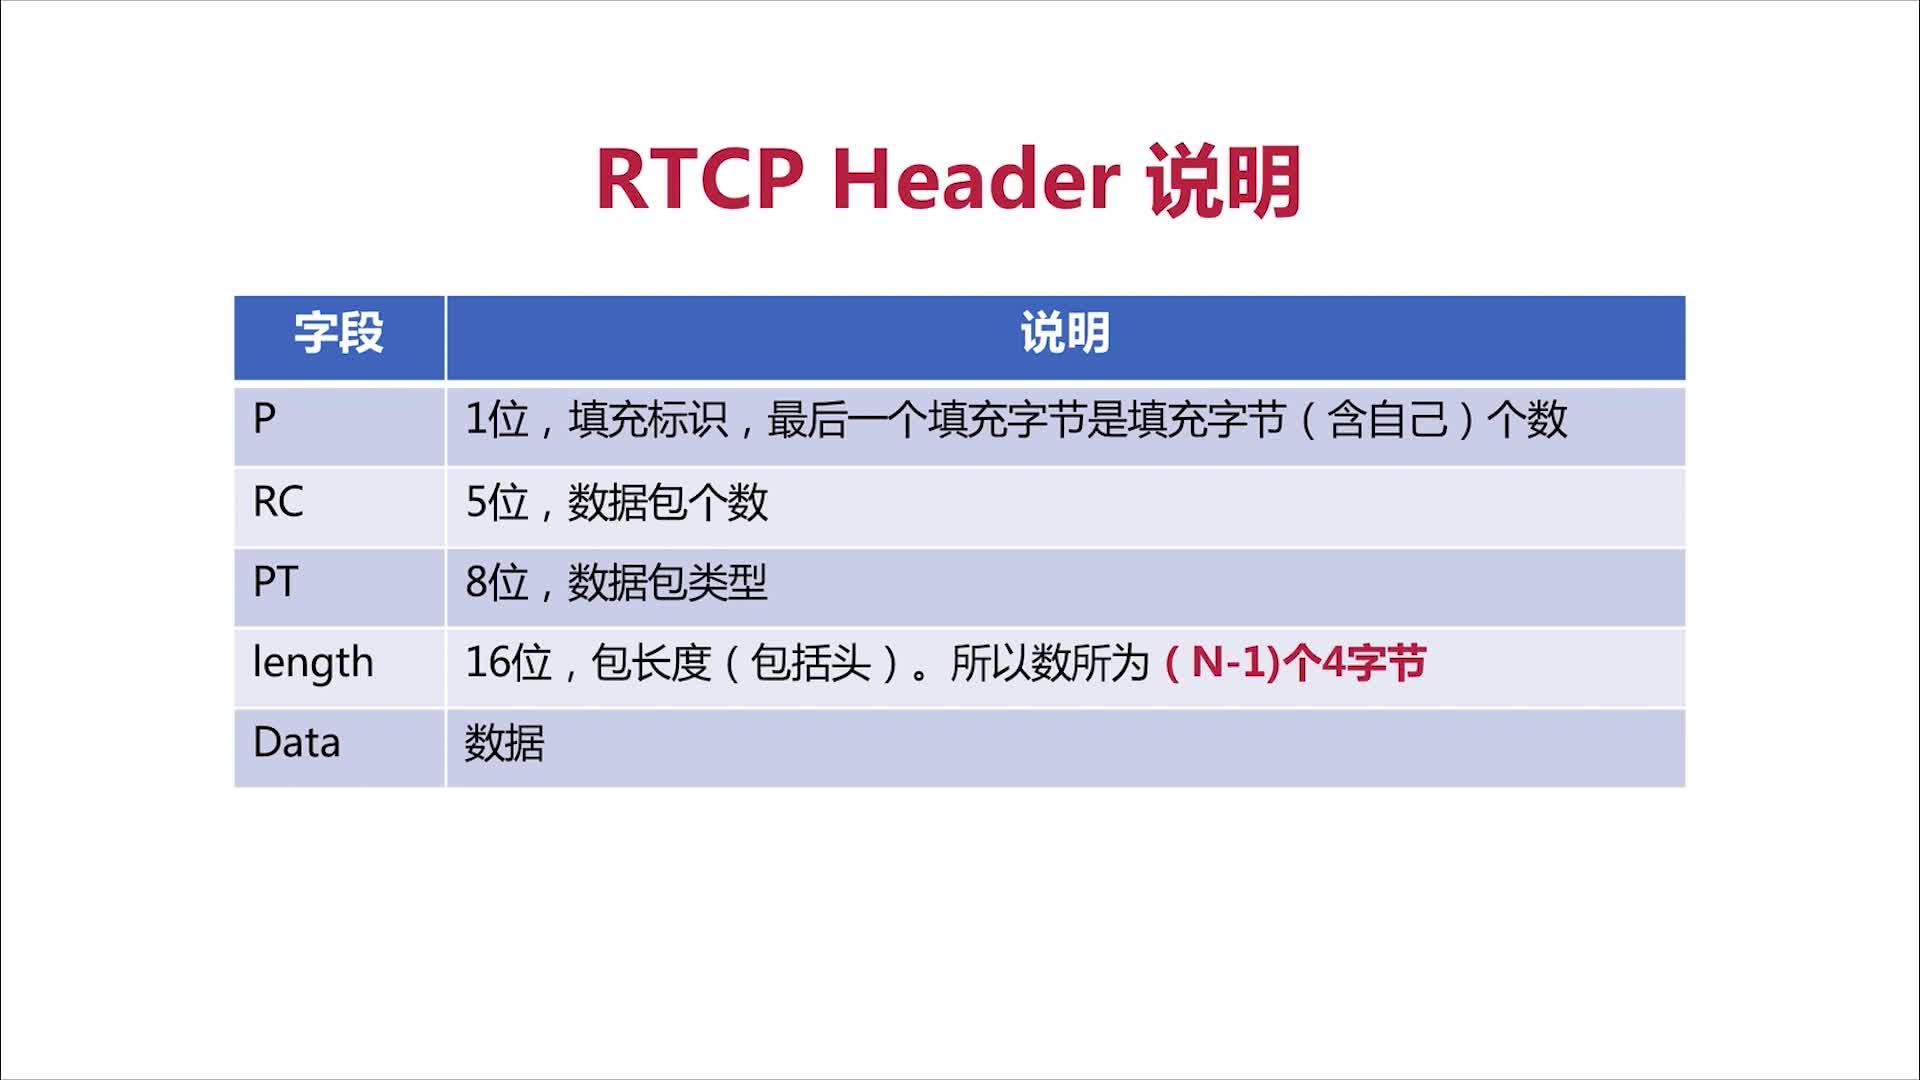 RTCP Header 说明
字段 说明
P 1位，填充标识，最后一个填充字节是填充字节（含自己）个数
RC 5位，数据包个数
PT 8位，数据包类型
length 16位，包长度（包括头）。所以数所为（N-1)个4字节
Data 数据